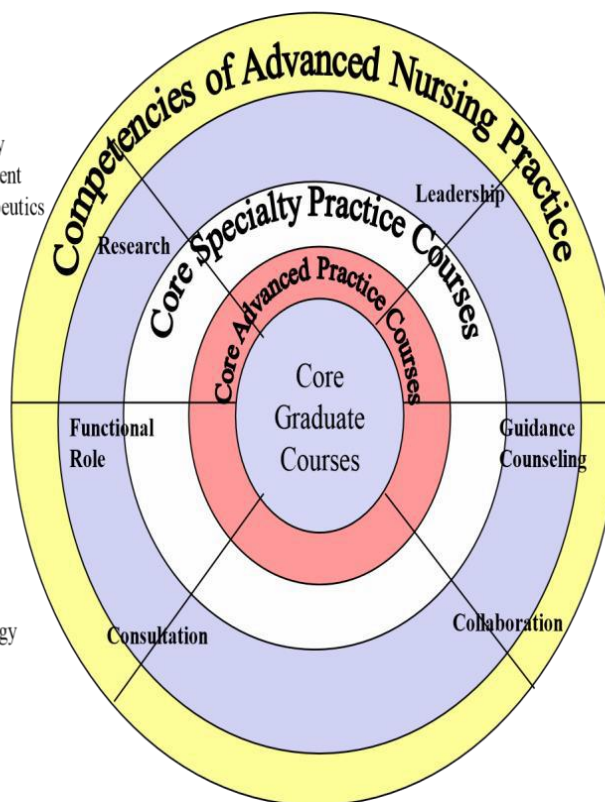 Competencies of Advanced Nursing Practice
Leadership
Research
Core Specialty Practice Courses
Core Advanced Practice Courses
Core
Graduate
Courses
Functional
Role
Guidance
Counseling
Consultation
Collaboration